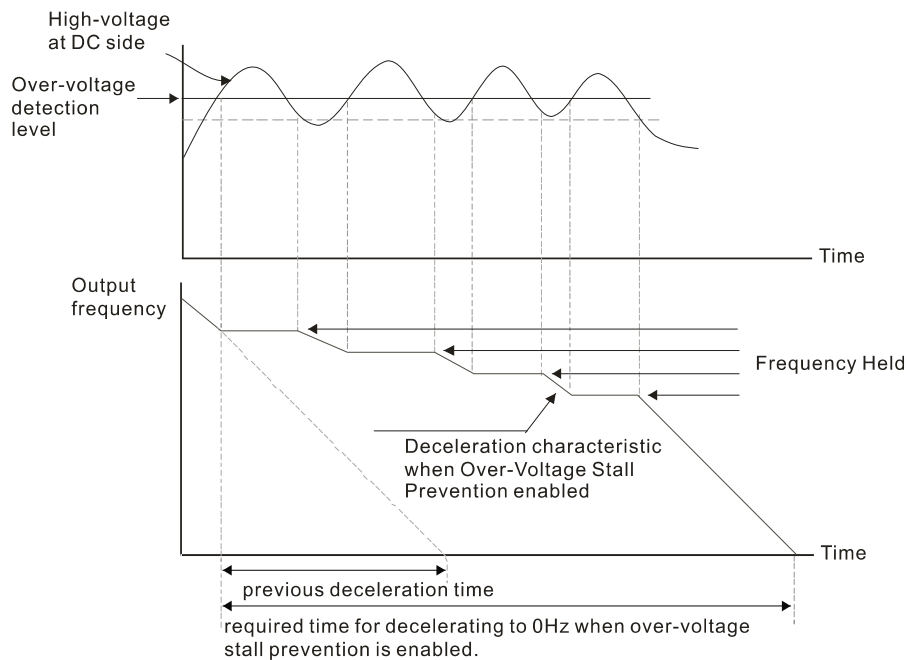 High-voltage
at DC side
Over-voltage
detection
level
Time
Output
frequency
Frequency Held
Deceleration characteristic
when Over-Voltage Stall
Prevention enabled
Time
previous deceleration time
required time for decelerating to 0Hz when over-voltage
stall prevention is enabled.